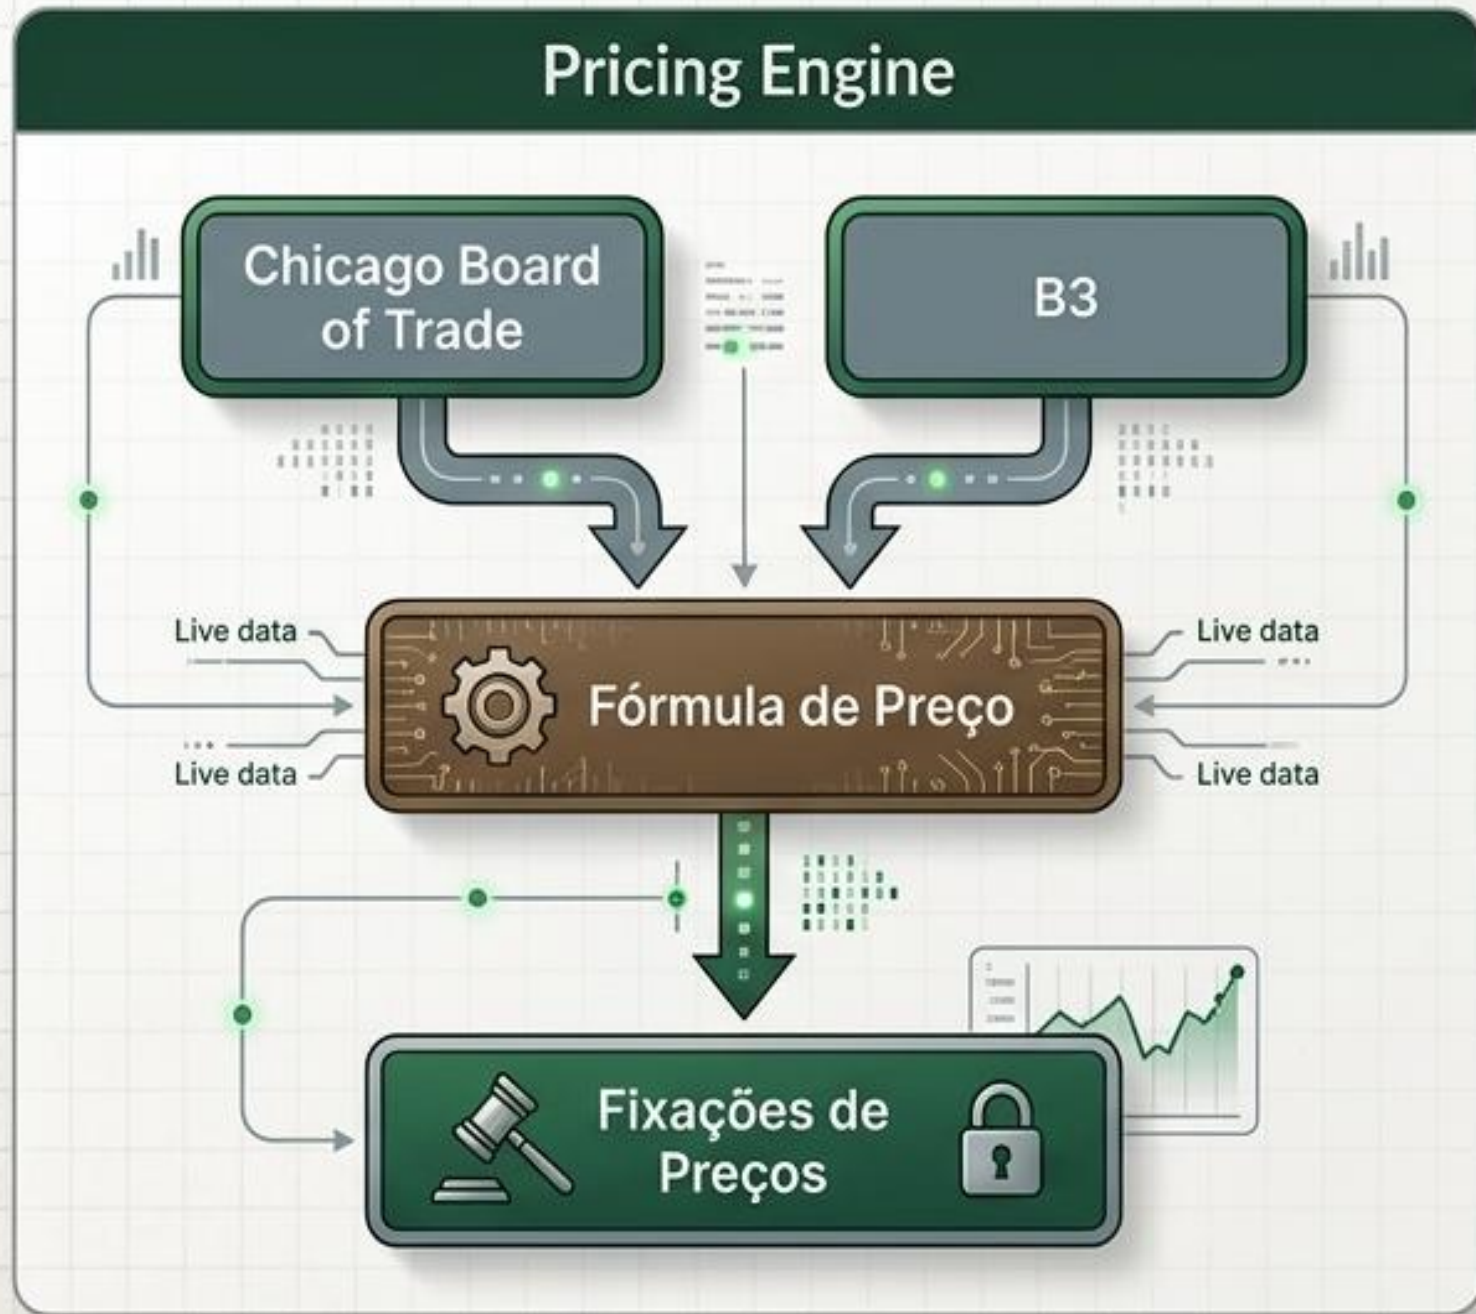 Pricing Engine
Chicago Board
of Trade
B3
Live data
Live data
Fórmula de Preço
Live data
Live data
Fixações de
Preços